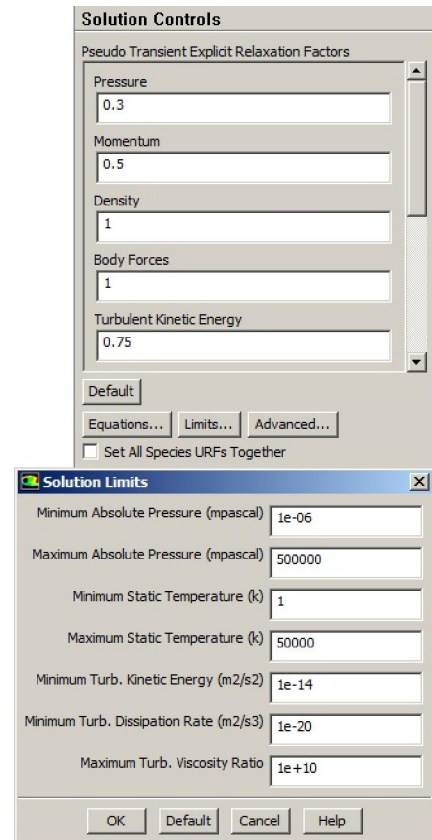 Solution Controls
Pseudo Transient Explicit Relaxation Factors
Pressure
0.3
Momentum
0.5
Density
1
Body Forces
1
Turbulent Kinetic Energy
0.75
Default
Equations... Limits... Advanced...
Set All Species URFs Together
Solution Limits
Minimum Absolute Pressure (mpascal) 1e-06
Maximum Absolute Pressure (mpascal) 500000
Minimum Static Temperature (k) 1
Maximum Static Temperature (k) 50000
Minimum Turb. Kinetic Energy (m2/s2) 1e-14
Minimum Turb. Dissipation Rate (m2/s3) 1e-20
Maximum Turb. Viscosity Ratio 1e+10
OK Default Cancel Help